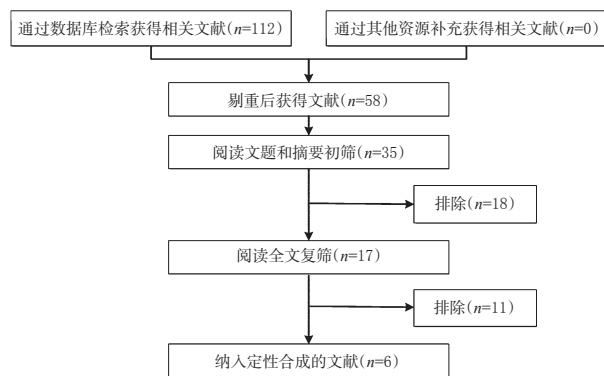 通过数据库检索获得相关文献(n=112)
通过其他资源补充获得相关文献(n=0)
剔重后获得文献(n=58)
阅读文题和摘要初筛(n=35)
排除(n=18)
阅读全文复筛(n=17)
排除(n=11)
纳入定性合成的文献(n=6)